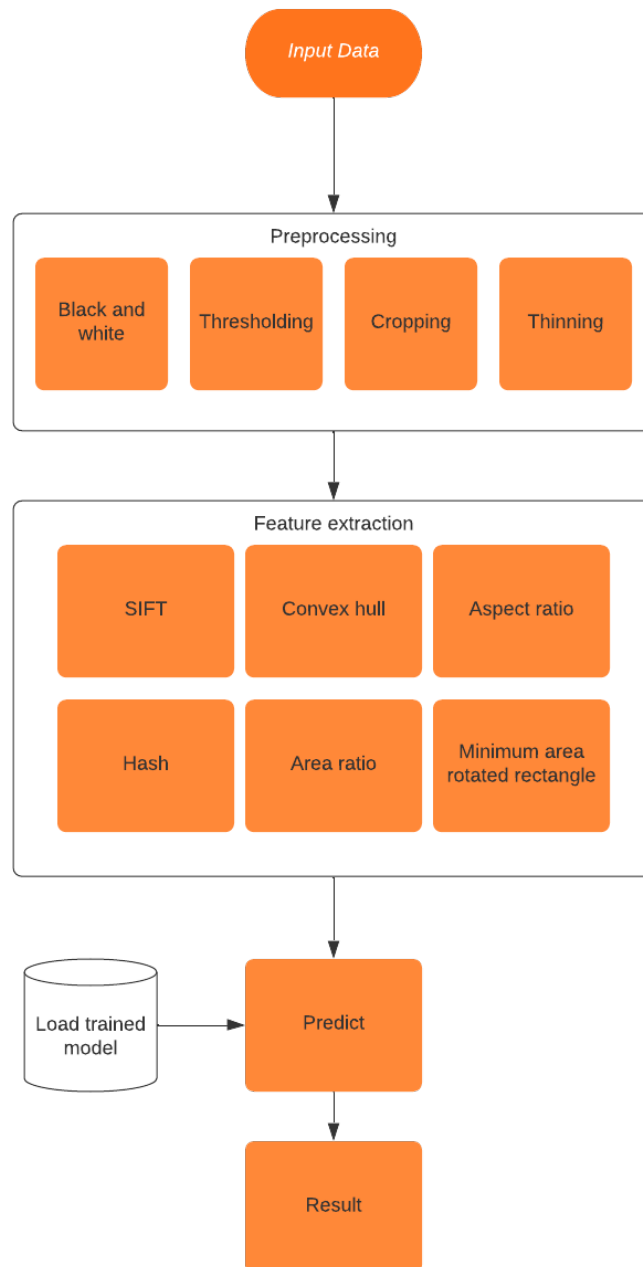 Input Data
Preprocessing
Black and
white
Thresholding
Cropping
Thinning
Feature extraction
SIFT
Convex hull
Aspect ratio
Hash
Area ratio
Minimum area
rotated rectangle
Load trained
model
Predict
Result